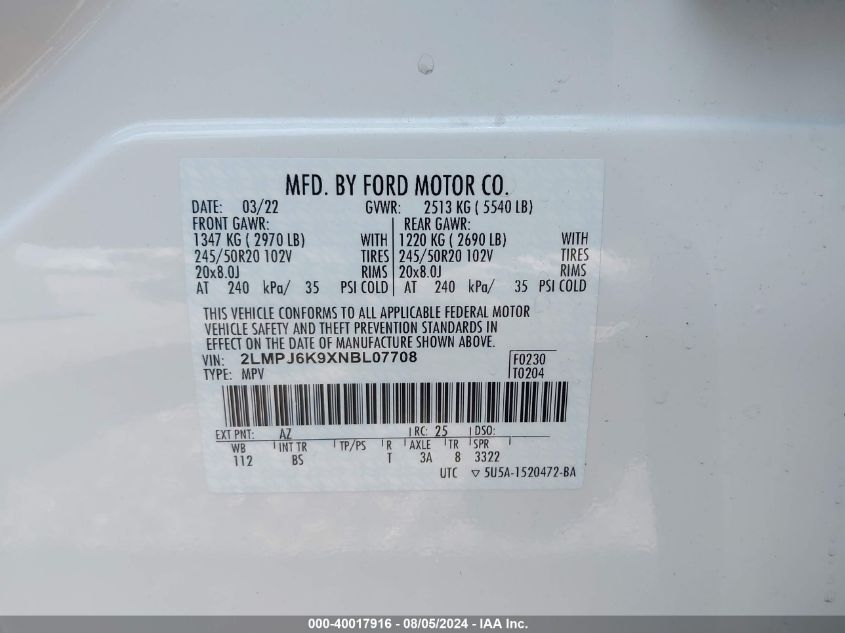 MFD. BY FORD MOTOR CO.
DATE: 03/22 GVWR: 2513 KG ( 5540 LB)
FRONT GAWR: REAR GAWR:
1347 KG ( 2970 LB) WITH 1220 KG ( 2690 LB) WITH
245/50R20 102V TIRES 245/50R20 102V TIRES
20x8.0J RIMS 20x8.0J RIMS
AT 240 kPa/ 35 PSI COLD AT 240 kPa/ 35 PSI COLD
THIS VEHICLE CONFORMS TO ALL APPLICABLE FEDERAL MOTOR
VEHICLE SAFETY AND THEFT PREVENTION STANDARDS IN
EFFECT ON THE DATE OF MANUFACTURE SHOWN ABOVE.
VIN: 2LMPJ6K9XNBL07708 F0230
TYPE: MPV T0204
EXT PNT: AZ RC: 25 DSO:
WB INT TR TP/PS R AXLE TR SPR
112 BS T 3A 8 3322
UTC ▽ 5U5A-1520472-BA
000-40017916 - 08/05/2024 - IAA Inc.